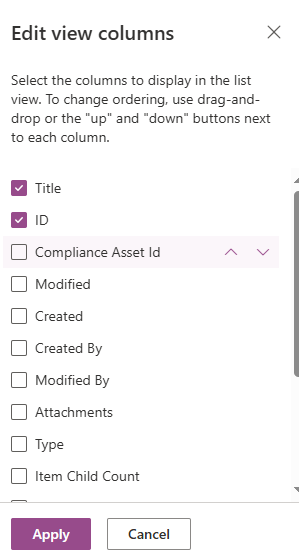 Edit view columns
Select the columns to display in the list
view. To change ordering, use drag-and-
drop or the "up" and "down" buttons next
to each column.
Title
ID
Compliance Asset Id
Modified
Created
Created By
Modified By
Attachments
Type
Item Child Count
Apply
Cancel